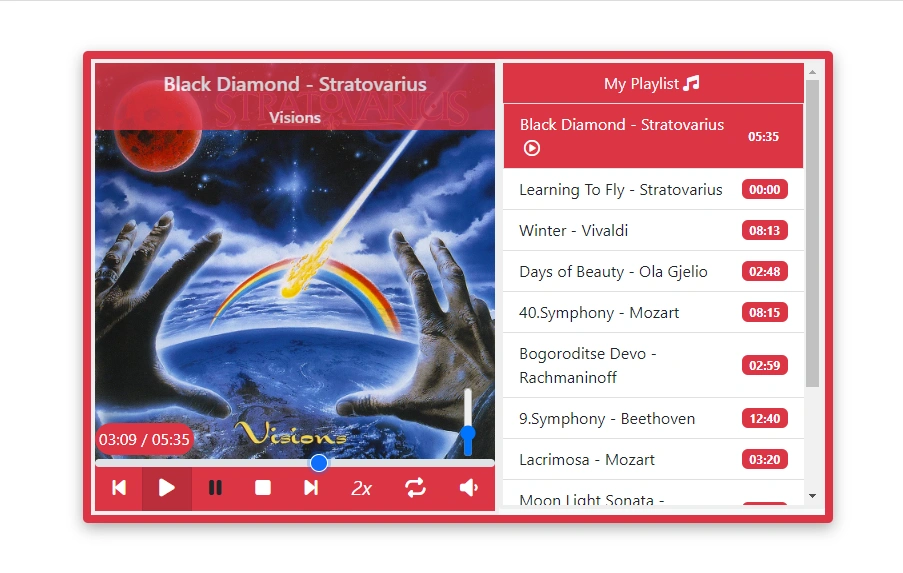 Black Diamond - Stratovarius
STRATOVARIUS
Visions
Visions
03:09 / 05:35
2x
My Playlist
Black Diamond - Stratovarius
05:35
Learning To Fly - Stratovarius
00:00
Winter - Vivaldi
08:13
Days of Beauty - Ola Gjelio
02:48
40.Symphony - Mozart
08:15
Bogoroditse Devo -
Rachmaninoff
02:59
9.Symphony - Beethoven
12:40
Lacrimosa - Mozart
03:20
Moon Light Sonata -